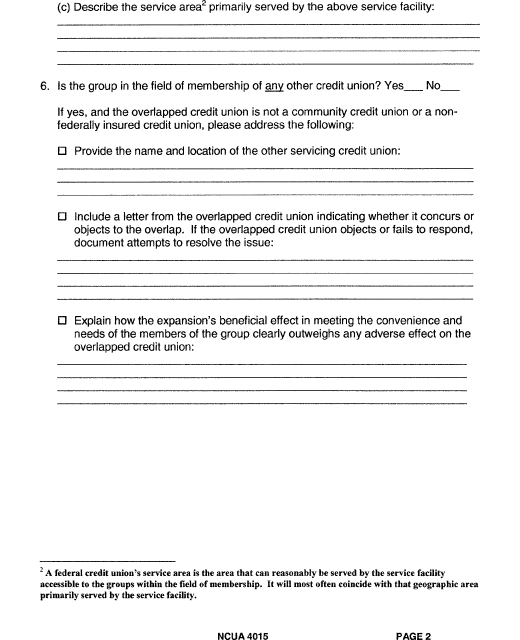 (c) Describe the service area2 primarily served by the above service facility:
6. Is the group in the field of membership of any other credit union? Yes___ No___
If yes, and the overlapped credit union is not a community credit union or a non-
federally insured credit union, please address the following:
☐ Provide the name and location of the other servicing credit union:
☐ Include a letter from the overlapped credit union indicating whether it concurs or
objects to the overlap. If the overlapped credit union objects or fails to respond,
document attempts to resolve the issue:
☐ Explain how the expansion's beneficial effect in meeting the convenience and
needs of the members of the group clearly outweighs any adverse effect on the
overlapped credit union:
2 A federal credit union's service area is the area that can reasonably be served by the service facility
accessible to the groups within the field of membership. It will most often coincide with that geographic area
primarily served by the service facility.
NCUA 4015 PAGE 2